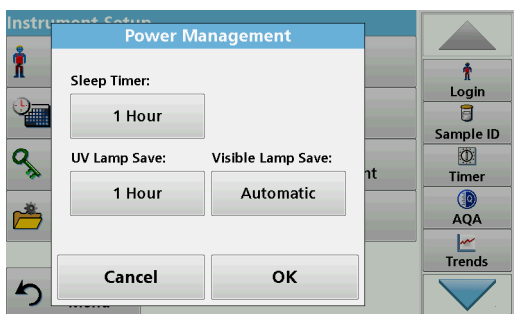 Instrument Setup
Power Management
Sleep Timer:
1 Hour
UV Lamp Save:
Visible Lamp Save:
1 Hour
Automatic
Cancel
OK
Menu
Login
Sample ID
Timer
AQA
Trends